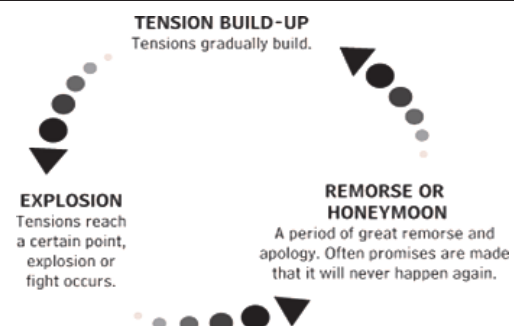 TENSION BUILD-UP
Tensions gradually build.
EXPLOSION
Tensions reach
a certain point,
explosion or
fight occurs.
REMORSE OR
HONEYMOON
A period of great remorse and
apology. Often promises are made
that it will never happen again.